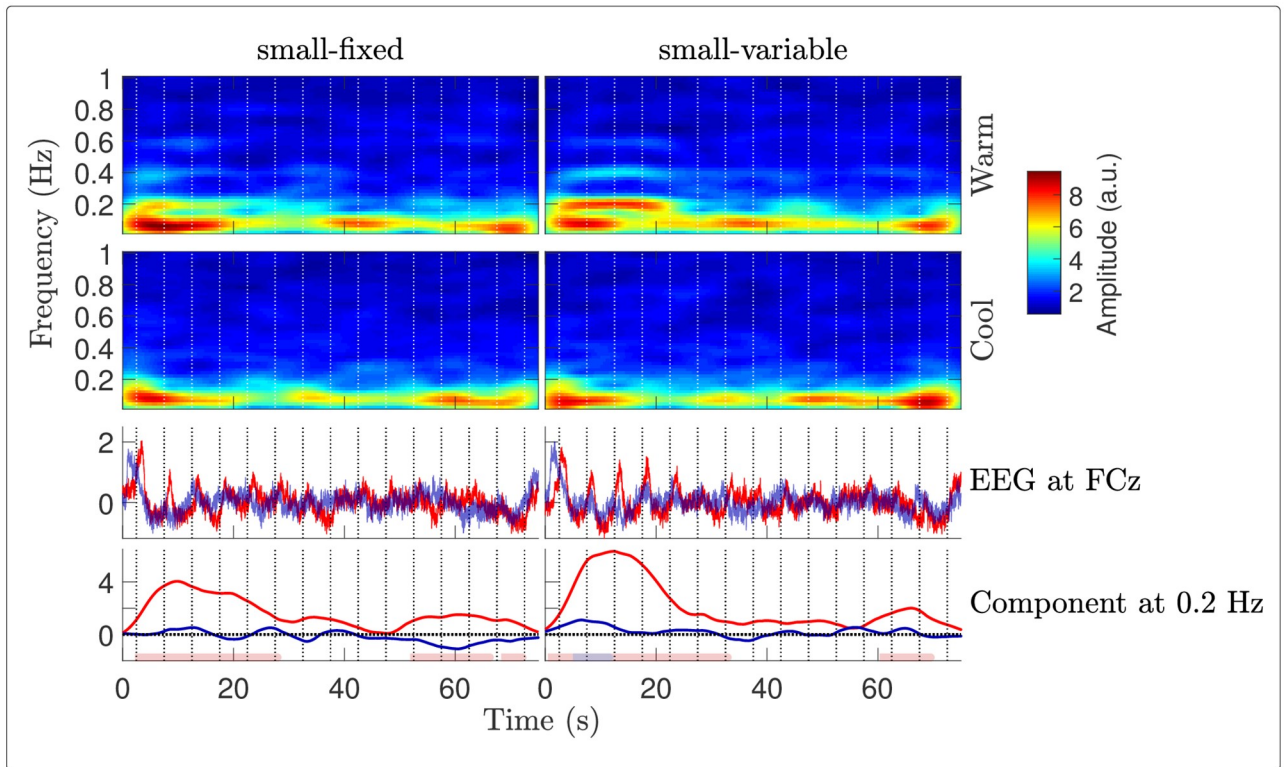 small-fixed small-variable
1
0.8
0.6
0.4
0.2
Frequency (Hz)
Warm
8
6
4
2
Amplitude (a.u.)
1
0.8
0.6
0.4
0.2
Cool
2
0
EEG at FCz
4
0
Component at 0.2 Hz
0 20 40 60 0 20 40 60
Time (s)